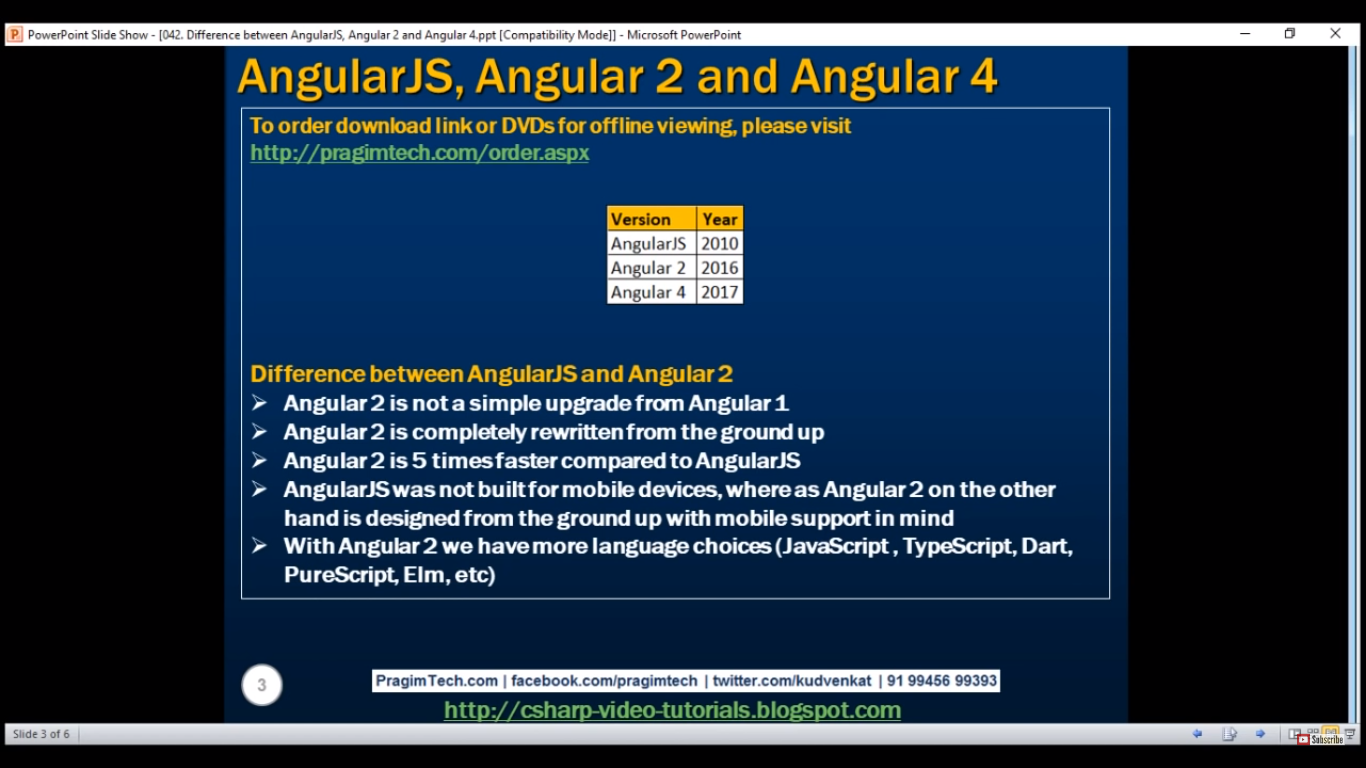 PowerPoint Slide Show - [042. Difference between AngularJS, Angular 2 and Angular 4.ppt [Compatibility Mode]] - Microsoft PowerPoint
AngularJS, Angular 2 and Angular 4
To order download link or DVDs for offline viewing, please visit
http://pragimtech.com/order.aspx
Version Year
AngularJS 2010
Angular 2 2016
Angular 4 2017
Difference between AngularJS and Angular 2
➢ Angular 2 is not a simple upgrade from Angular 1
➢ Angular 2 is completely rewritten from the ground up
➢ Angular 2 is 5 times faster compared to AngularJS
➢ AngularJS was not built for mobile devices, where as Angular 2 on the other
hand is designed from the ground up with mobile support in mind
➢ With Angular 2 we have more language choices (JavaScript , TypeScript, Dart,
PureScript, Elm, etc)
3
PragimTech.com | facebook.com/pragimtech | twitter.com/kudvenkat | 91 99456 99393
http://csharp-video-tutorials.blogspot.com
Slide 3 of 6
Subscribe